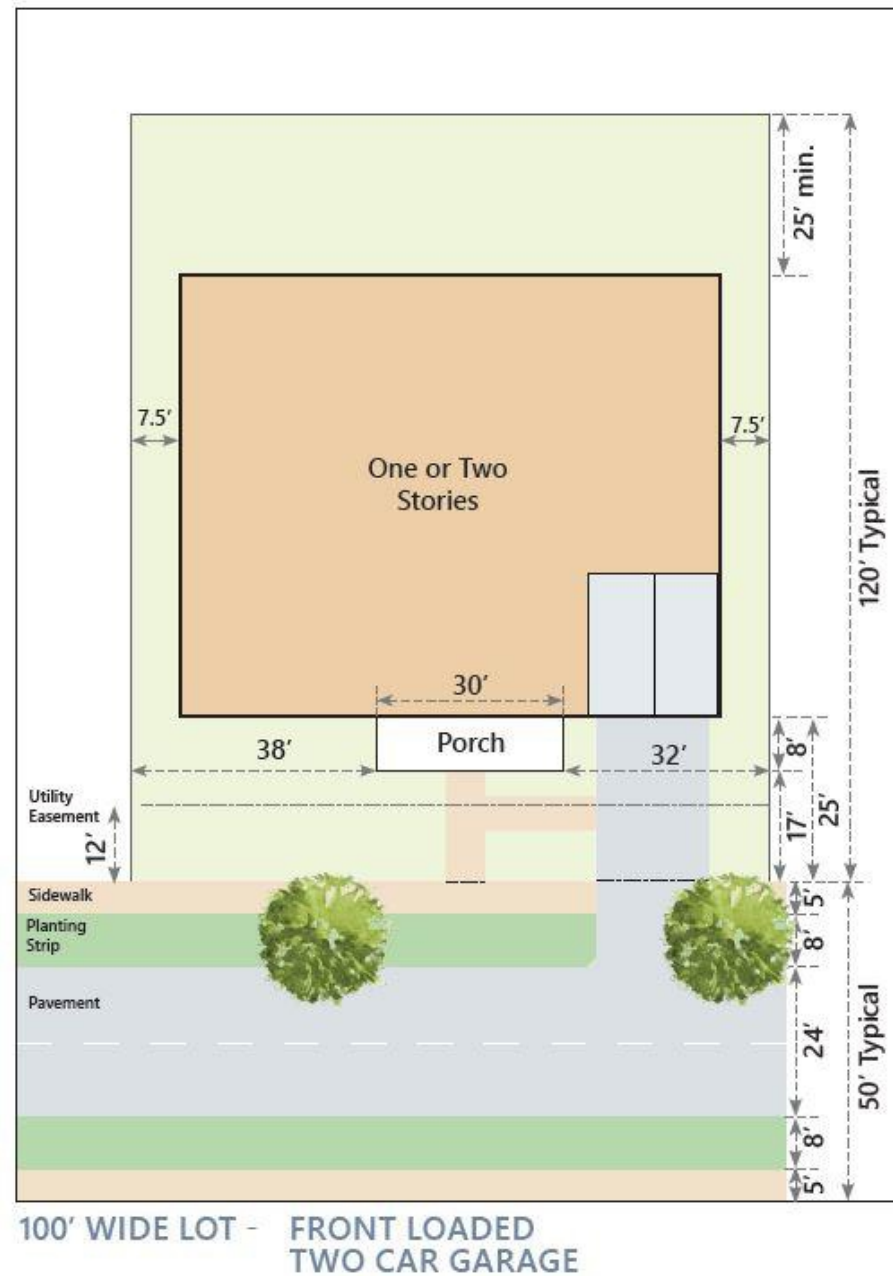 25' min.
7.5'
7.5'
One or Two
Stories
120' Typical
30'
Porch
38'
32'
8'
25'
17'
Utility
Easement
12'
Sidewalk
5'
Planting
Strip
8'
Pavement
24'
50' Typical
8'
5'
100' WIDE LOT - FRONT LOADED
TWO CAR GARAGE